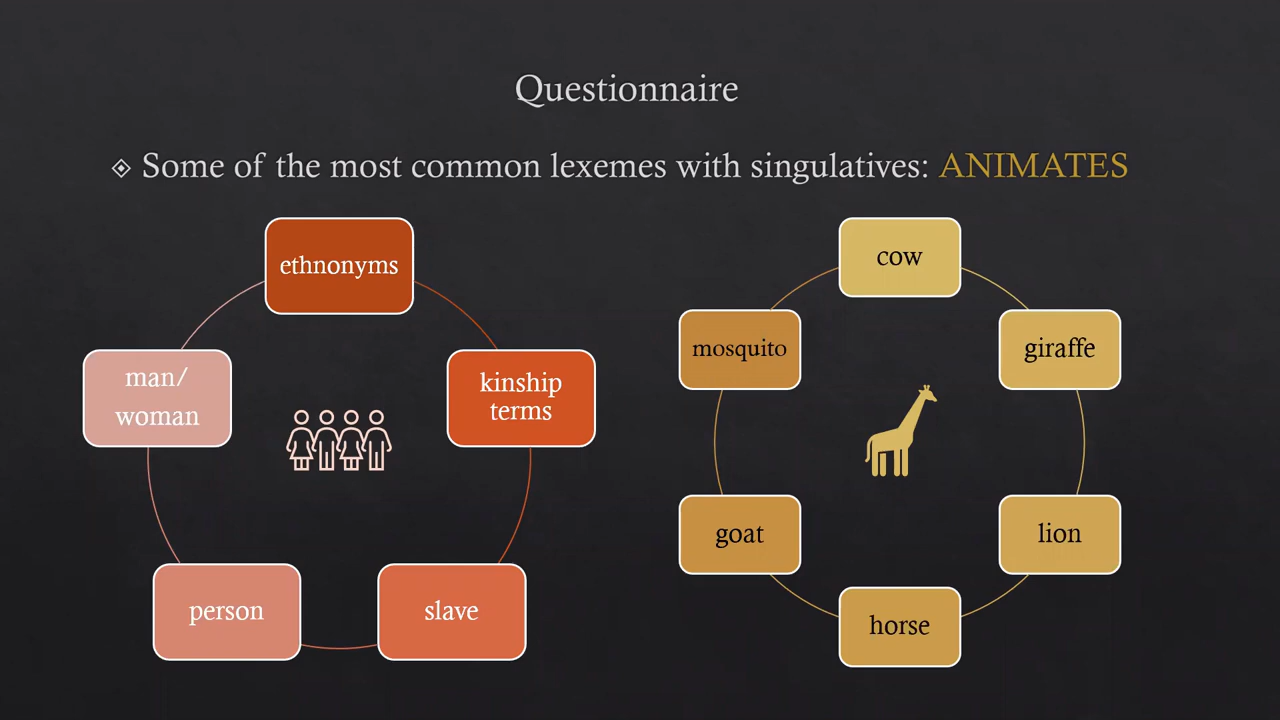 Questionnaire
Some of the most common lexemes with singulatives: ANIMATES
ethnonyms
kinship
terms
slave
person
man/
woman
cow
giraffe
lion
horse
goat
mosquito